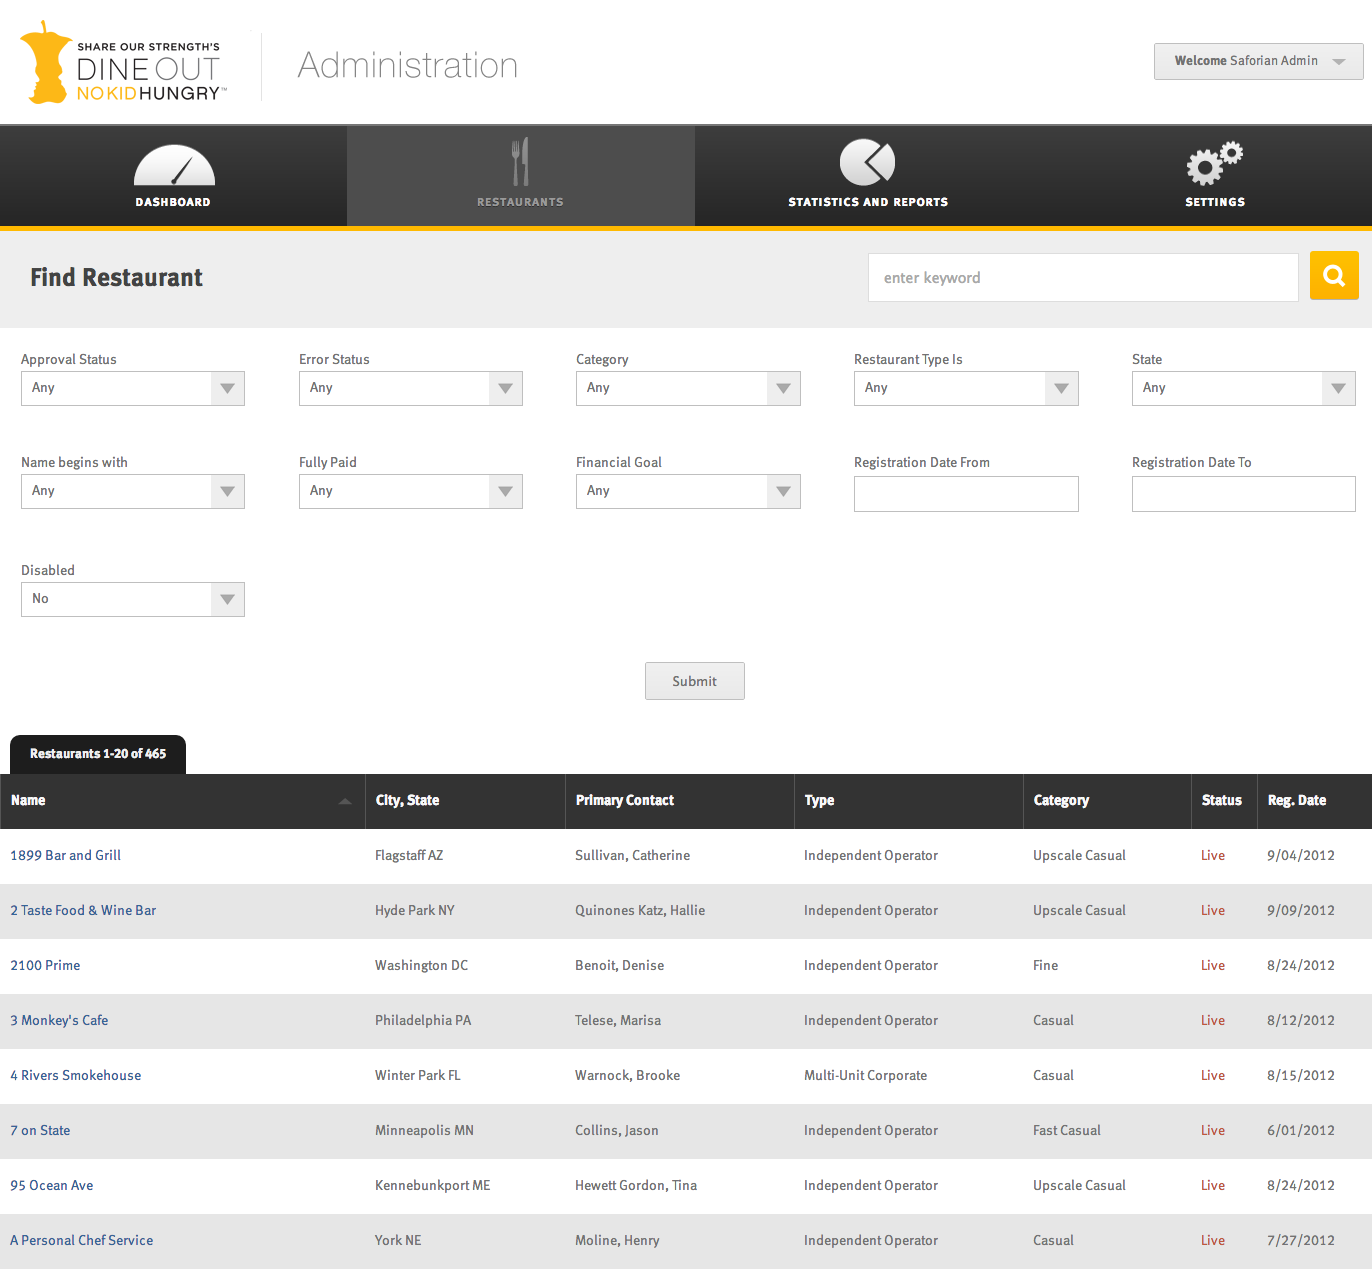 SHARE OUR STRENGTH'S
DINE OUT
NO KID HUNGRY™
Administration
Welcome Saforian Admin
DASHBOARD
RESTAURANTS
STATISTICS AND REPORTS
SETTINGS
Find Restaurant
enter keyword
Approval Status Error Status Category Restaurant Type Is State
Any Any Any Any Any
Name begins with Fully Paid Financial Goal Registration Date From Registration Date To
Any Any Any
Disabled
No
Submit
Restaurants 1-20 of 465
Name City, State Primary Contact Type Category Status Reg. Date
1899 Bar and Grill Flagstaff AZ Sullivan, Catherine Independent Operator Upscale Casual Live 9/04/2012
2 Taste Food & Wine Bar Hyde Park NY Quinones Katz, Hallie Independent Operator Upscale Casual Live 9/09/2012
2100 Prime Washington DC Benoit, Denise Independent Operator Fine Live 8/24/2012
3 Monkey's Cafe Philadelphia PA Telese, Marisa Independent Operator Casual Live 8/12/2012
4 Rivers Smokehouse Winter Park FL Warnock, Brooke Multi-Unit Corporate Casual Live 8/15/2012
7 on State Minneapolis MN Collins, Jason Independent Operator Fast Casual Live 6/01/2012
95 Ocean Ave Kennebunkport ME Hewett Gordon, Tina Independent Operator Upscale Casual Live 8/24/2012
A Personal Chef Service York NE Moline, Henry Independent Operator Casual Live 7/27/2012